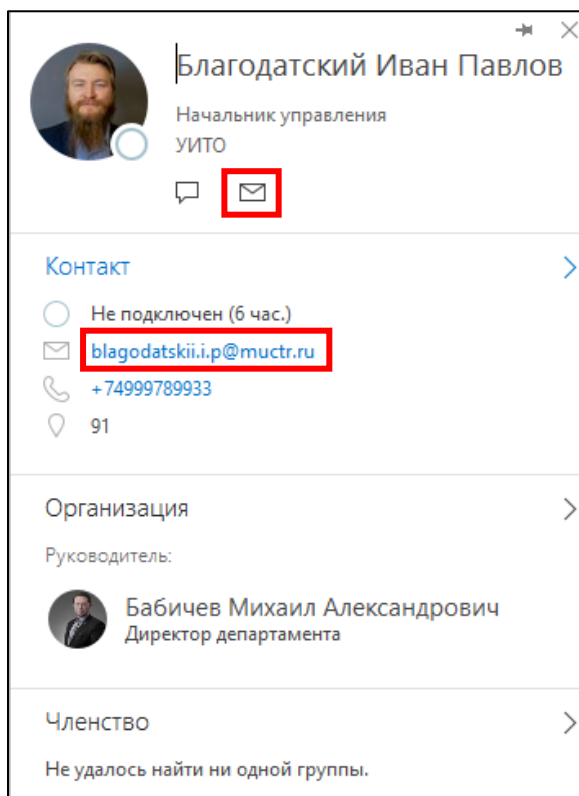 Благодатский Иван Павлов
Начальник управления
УИТО
Контакт
Не подключен (6 час.)
blagodatskii.i.p@muctr.ru
+74999789933
91
Организация
Руководитель:
Бабичев Михаил Александрович
Директор департамента
Членство
Не удалось найти ни одной группы.